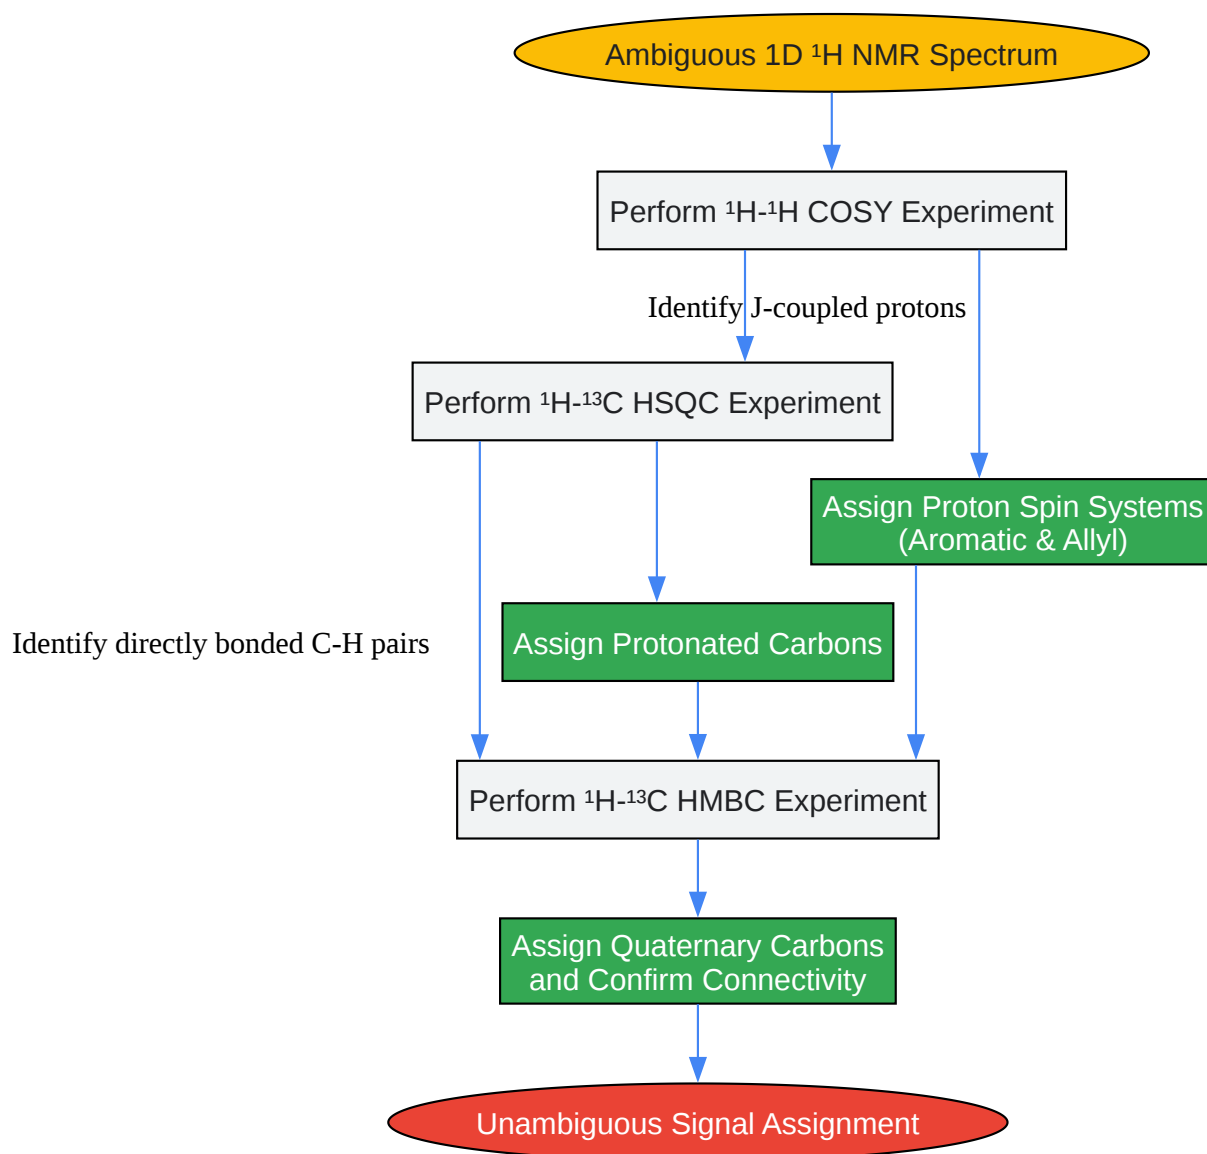 Ambiguous 1D ¹H NMR Spectrum
Perform ¹H-¹H COSY Experiment
Identify J-coupled protons
Perform ¹H-¹³C HSQC Experiment
Assign Proton Spin Systems
(Aromatic & Allyl)
Identify directly bonded C-H pairs
Assign Protonated Carbons
Perform ¹H-¹³C HMBC Experiment
Assign Quaternary Carbons
and Confirm Connectivity
Unambiguous Signal Assignment